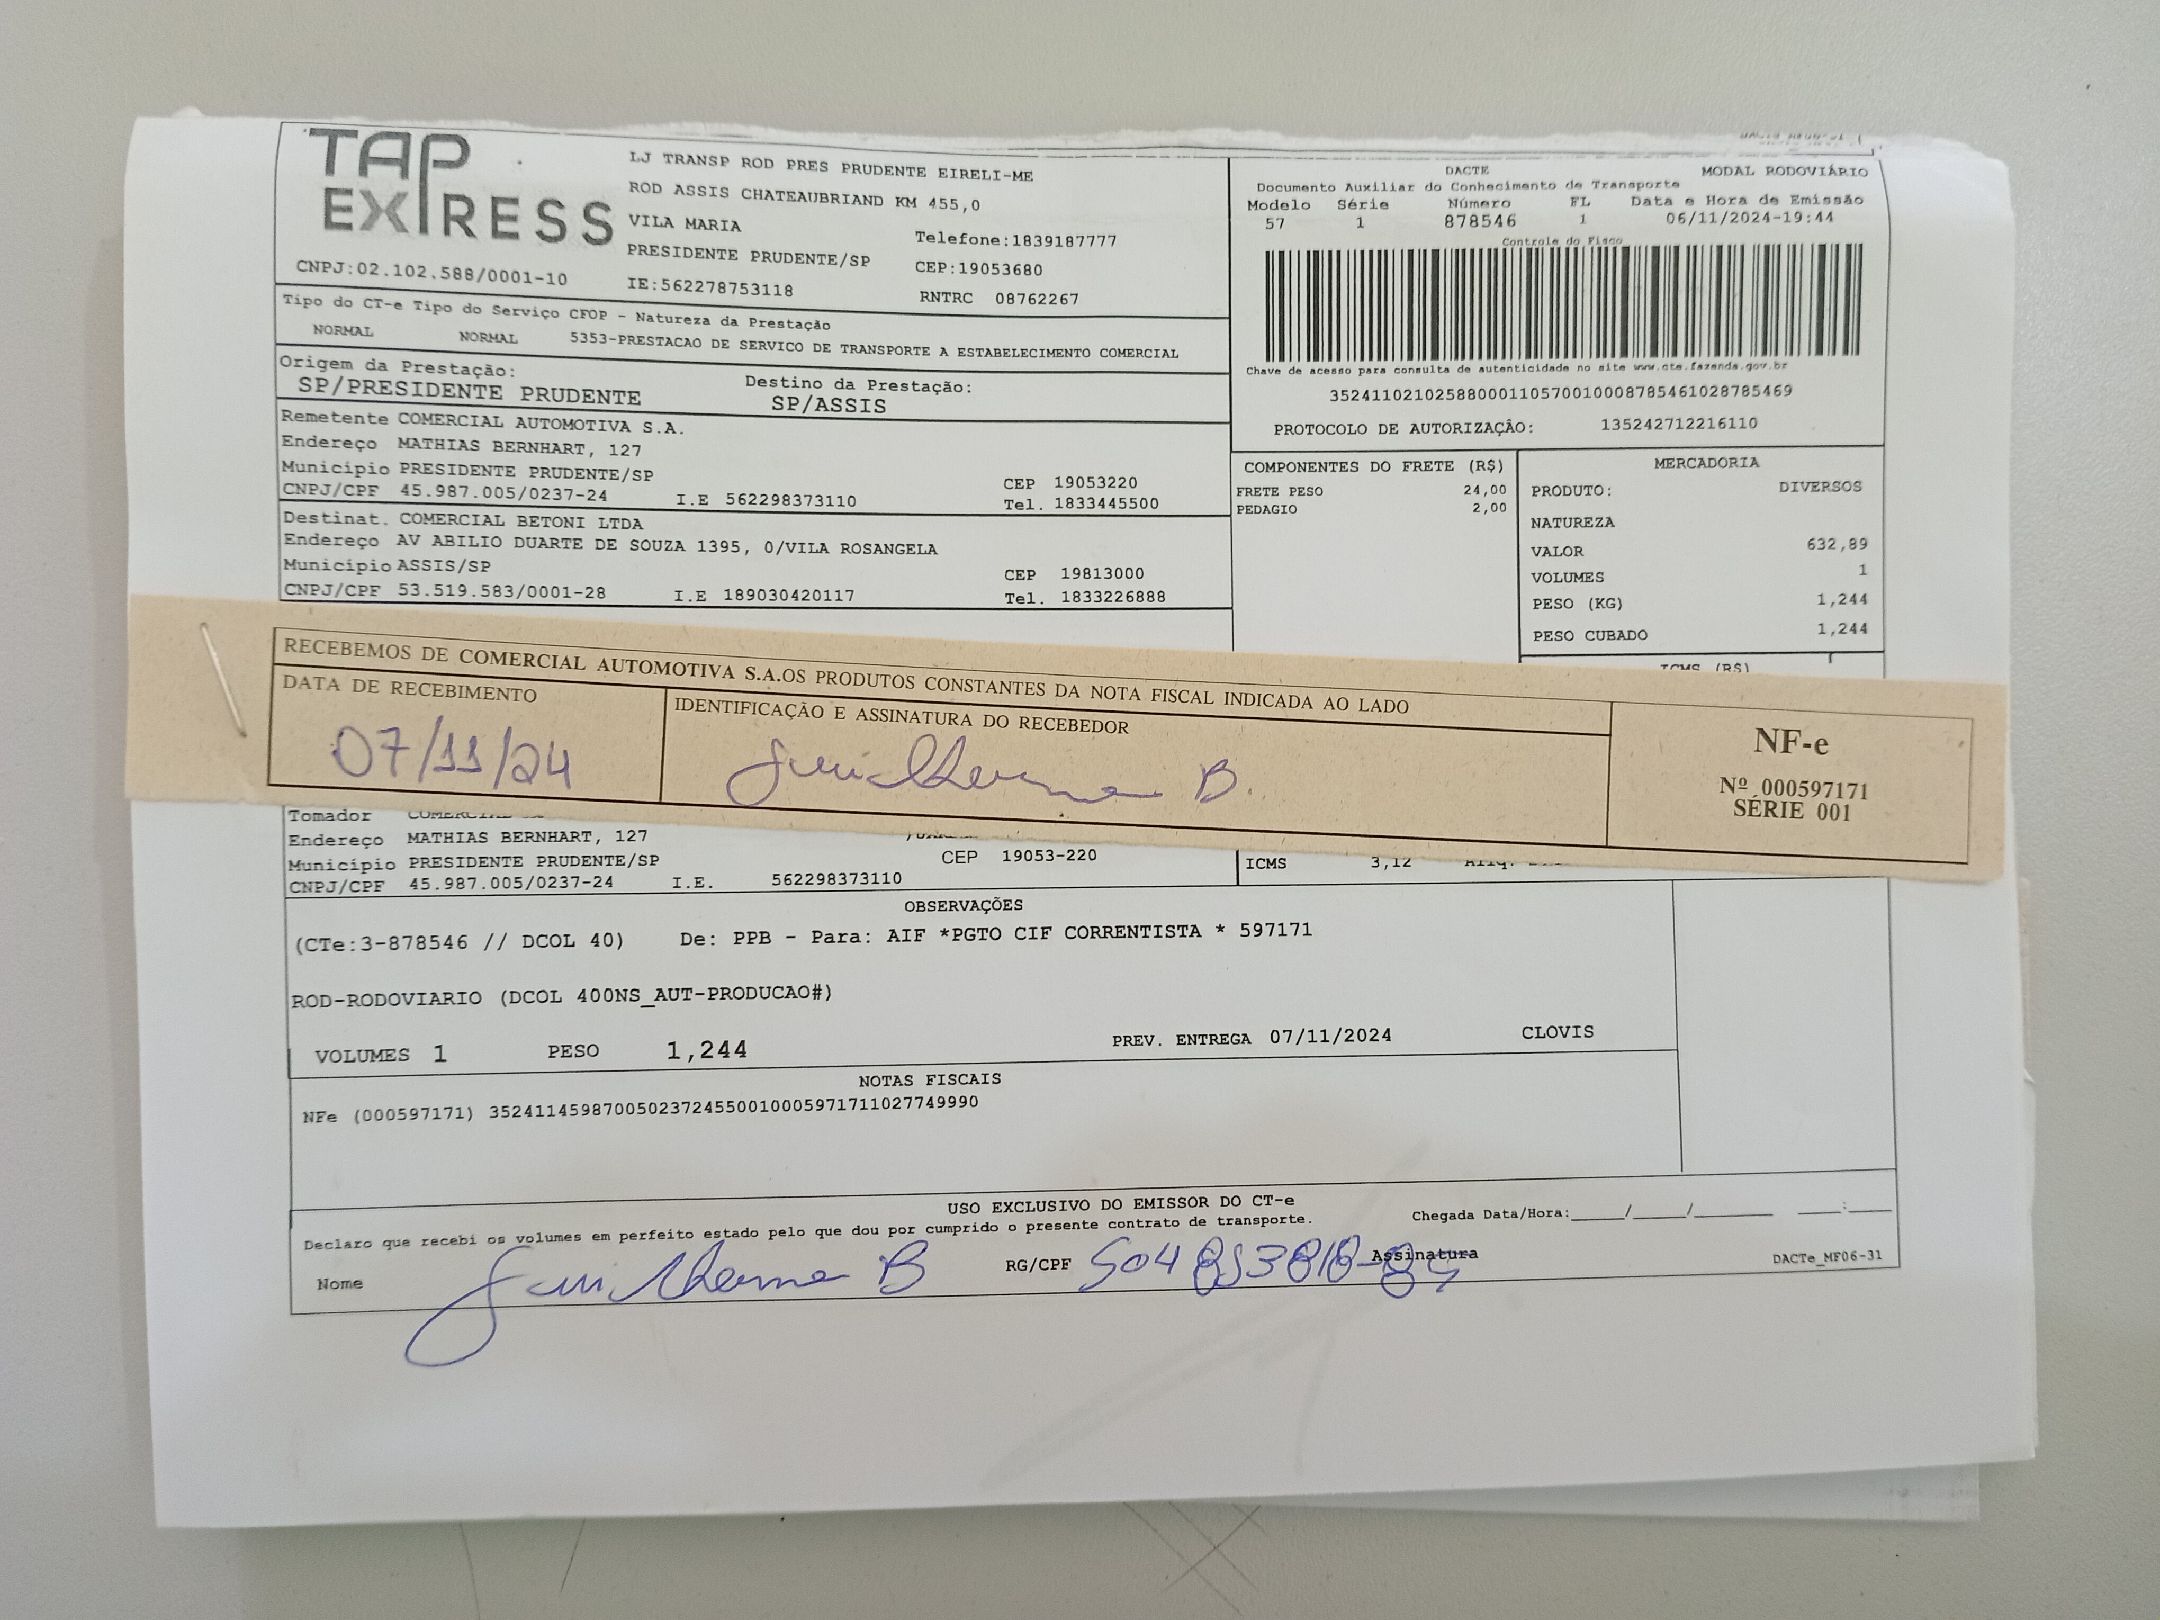 TAP
EXPRESS
CNPJ:02.102.588/0001-10
LJ TRANSP ROD PRES PRUDENTE EIRELI-ME
ROD ASSIS CHATEAUBRIAND KM 455,0
VILA MARIA
Telefone:1839187777
PRESIDENTE PRUDENTE/SP
CEP:19053680
IE:562278753118
RNTRC 08762267
DACTE
MODAL RODOVIÁRIO
Documento Auxiliar do Conhecimento de Transporte
Modelo Série Número FL Data e Hora de Emissão
57 1 878546 1 06/11/2024-19:44
Controle do Fisco
Chave de acesso para consulta de autenticidade no site www.cte.fazenda.gov.br
35241102102588000110570010008785461028785469
PROTOCOLO DE AUTORIZAÇÃO: 135242712216110
Tipo do CT-e Tipo do Serviço CFOP - Natureza da Prestação
NORMAL NORMAL 5353-PRESTACAO DE SERVICO DE TRANSPORTE A ESTABELECIMENTO COMERCIAL
Origem da Prestação: Destino da Prestação:
SP/PRESIDENTE PRUDENTE SP/ASSIS
Remetente COMERCIAL AUTOMOTIVA S.A.
Endereço MATHIAS BERNHART, 127
Municipio PRESIDENTE PRUDENTE/SP CEP 19053220
CNPJ/CPF 45.987.005/0237-24 I.E 562298373110 Tel. 1833445500
Destinat. COMERCIAL BETONI LTDA
Endereço AV ABILIO DUARTE DE SOUZA 1395, 0/VILA ROSANGELA
Municipio ASSIS/SP CEP 19813000
CNPJ/CPF 53.519.583/0001-28 I.E 189030420117 Tel. 1833226888
COMPONENTES DO FRETE (R$)
FRETE PESO 24,00
PEDAGIO 2,00
MERCADORIA
PRODUTO: DIVERSOS
NATUREZA
VALOR 632,89
VOLUMES 1
PESO (KG) 1,244
PESO CUBADO 1,244
ICMS (R$)
RECEBEMOS DE COMERCIAL AUTOMOTIVA S.A.OS PRODUTOS CONSTANTES DA NOTA FISCAL INDICADA AO LADO
DATA DE RECEBIMENTO
07/11/24
IDENTIFICAÇÃO E ASSINATURA DO RECEBEDOR
Guilherme B.
NF-e
Nº 000597171
SÉRIE 001
Tomador
Endereço MATHIAS BERNHART, 127
Município PRESIDENTE PRUDENTE/SP CEP 19053-220
CNPJ/CPF 45.987.005/0237-24 I.E. 562298373110
ICMS 3,12
OBSERVAÇÕES
(CTe:3-878546 // DCOL 40) De: PPB - Para: AIF *PGTO CIF CORRENTISTA * 597171
ROD-RODOVIARIO (DCOL 400NS_AUT-PRODUCAO#)
VOLUMES 1 PESO 1,244 PREV. ENTREGA 07/11/2024 CLOVIS
NOTAS FISCAIS
NFe (000597171) 35241145987005023724550010005971711027749990
USO EXCLUSIVO DO EMISSOR DO CT-e
Declaro que recebi os volumes em perfeito estado pelo que dou por cumprido o presente contrato de transporte. Chegada Data/Hora:_____/_____/_______ ____:____
Nome Guilherme B RG/CPF Assinatura DACTe_MF06-31